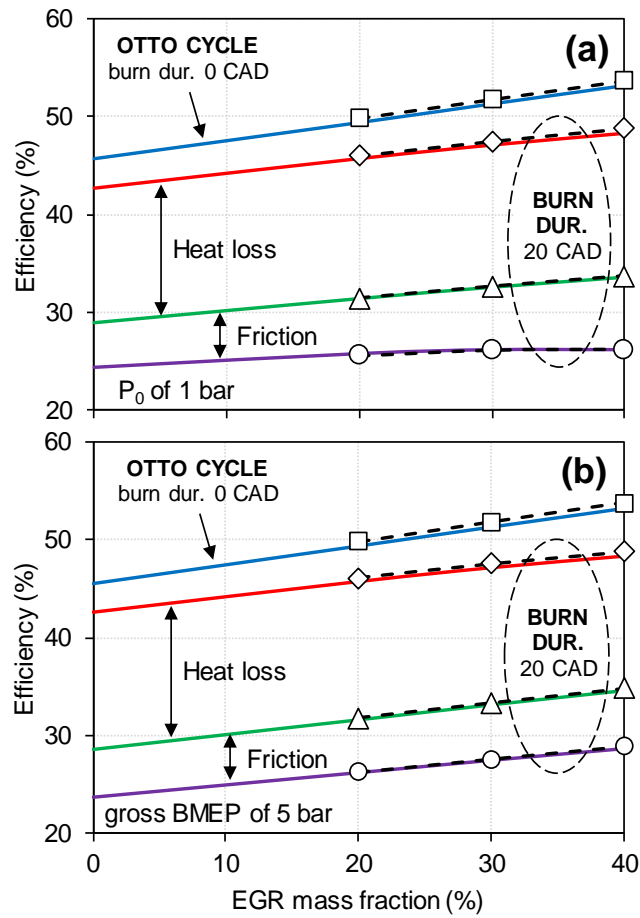 60
(a)
OTTO CYCLE
burn dur. 0 CAD
50
BURN
DUR.
20 CAD
40
Efficiency (%)
Heat loss
30
Friction
P₀ of 1 bar
20
60
(b)
OTTO CYCLE
burn dur. 0 CAD
50
BURN
DUR.
20 CAD
40
Efficiency (%)
Heat loss
30
Friction
gross BMEP of 5 bar
20
0 10 20 30 40
EGR mass fraction (%)